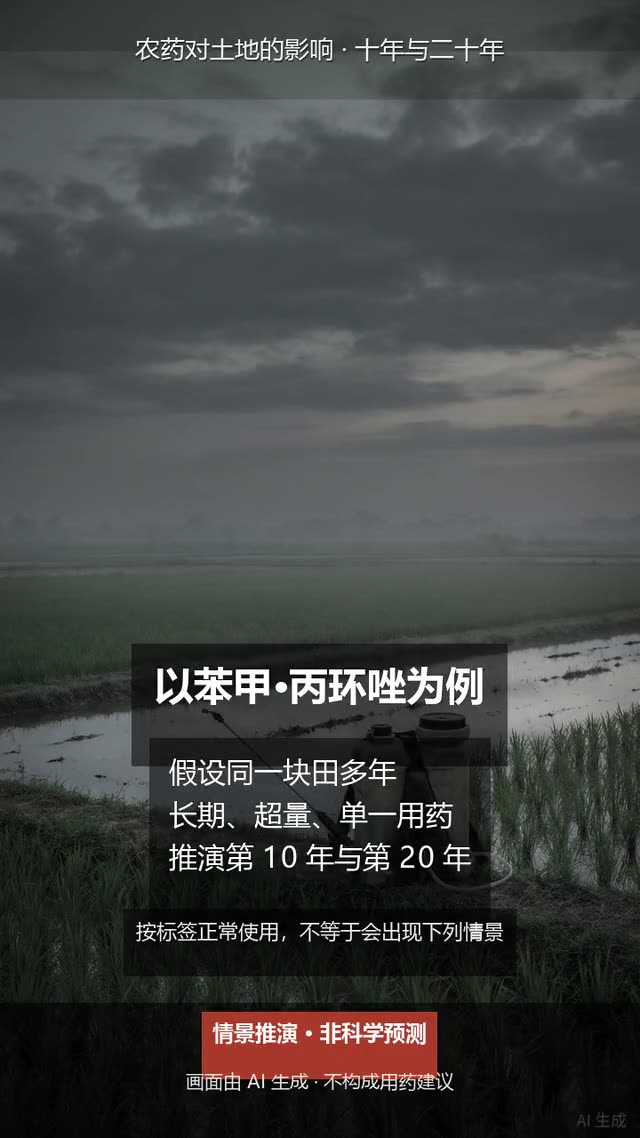 农药对土地的影响 · 十年与二十年
以苯甲·丙环唑为例
假设同一块田多年
长期、超量、单一用药
推演第 10 年与第 20 年
按标签正常使用，不等于会出现下列情景
情景推演 · 非科学预测
画面由 AI 生成 · 不构成用药建议
AI 生成